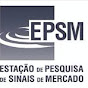 EPSM
ESTAÇÃO DE PESQUISA
DE SINAIS DE MERCADO